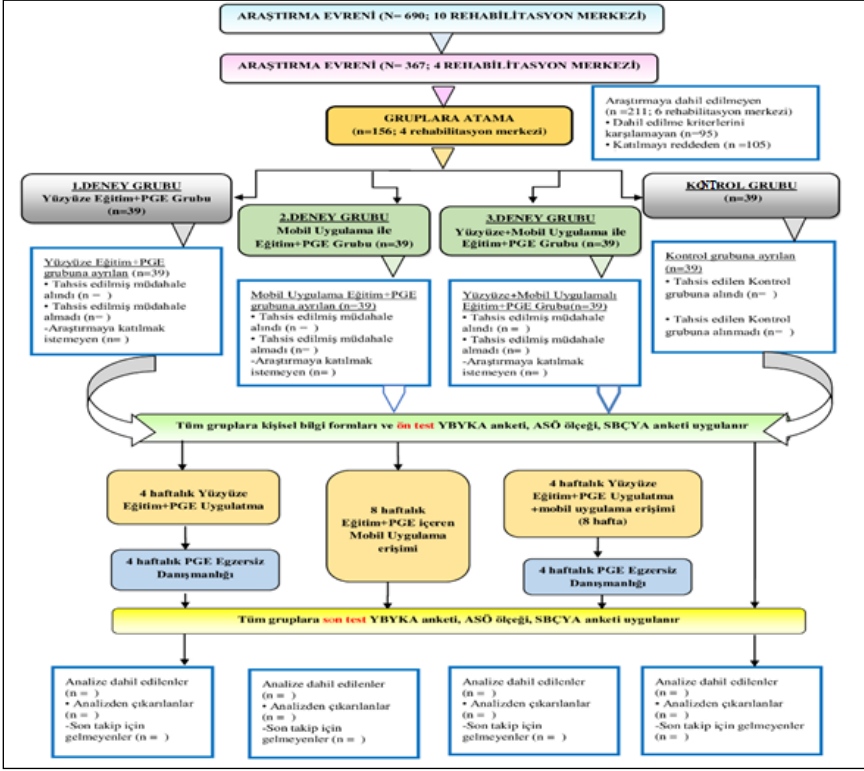 ARAŞTIRMA EVRENİ (N= 690; 10 REHABİLİTASYON MERKEZİ)
ARAŞTIRMA EVRENİ (N= 367; 4 REHABİLİTASYON MERKEZİ)
GRUPLARA ATAMA
(n=156; 4 rehabilitasyon merkezi)
Araştırmaya dahil edilmeyen
(n =211; 6 rehabilitasyon merkezi)
• Dahil edilme kriterlerini
karşılamayan (n=95)
• Katılmayı reddeden (n =105)
1.DENEY GRUBU
Yüzyüze Eğitim+PGE Grubu
(n=39)
2.DENEY GRUBU
Mobil Uygulama ile
Eğitim+PGE Grubu (n=39)
3.DENEY GRUBU
Yüzyüze+Mobil Uygulama ile
Eğitim+PGE Grubu (n=39)
KONTROL GRUBU
(n=39)
Yüzyüze Eğitim+PGE
grubuna ayrılan (n=39)
• Tahsis edilmiş müdahale
alındı (n= )
• Tahsis edilmiş müdahale
almadı (n= )
-Araştırmaya katılmak
istemeyen (n= )
Mobil Uygulama Eğitim+PGE
grubuna ayrılan (n=39)
• Tahsis edilmiş müdahale
alındı (n= )
• Tahsis edilmiş müdahale
almadı (n= )
-Araştırmaya katılmak
istemeyen (n= )
Yüzyüze+Mobil Uygulamalı
Eğitim+PGE Grubu(n=39)
• Tahsis edilmiş müdahale
alındı (n = )
• Tahsis edilmiş müdahale
almadı (n= )
-Araştırmaya katılmak
istemeyen (n= )
Kontrol grubuna ayrılan
(n=39)
• Tahsis edilen Kontrol
grubuna alındı (n= )
• Tahsis edilen Kontrol
grubuna alınmadı (n= )
Tüm gruplara kişisel bilgi formları ve ön test YBYKA anketi, ASÖ ölçeği, SBÇYA anketi uygulanır
4 haftalık Yüzyüze
Eğitim+PGE Uygulatma
8 haftalık
Eğitim+PGE içeren
Mobil Uygulama
erişimi
4 haftalık Yüzyüze
Eğitim+PGE Uygulatma
+mobil uygulama erişimi
(8 hafta)
4 haftalık PGE Egzersiz
Danışmanlığı
4 haftalık PGE Egzersiz
Danışmanlığı
Tüm gruplara son test YBYKA anketi, ASÖ ölçeği, SBÇYA anketi uygulanır
Analize dahil edilenler
(n = )
• Analizden çıkarılanlar
(n = )
-Son takip için
gelmeyenler (n = )
Analize dahil edilenler
(n = )
• Analizden çıkarılanlar
(n = )
-Son takip için
gelmeyenler (n = )
Analize dahil edilenler
(n = )
• Analizden çıkarılanlar
(n = )
-Son takip için
gelmeyenler (n = )
Analize dahil edilenler
(n = )
• Analizden çıkarılanlar
(n = )
-Son takip için
gelmeyenler (n = )